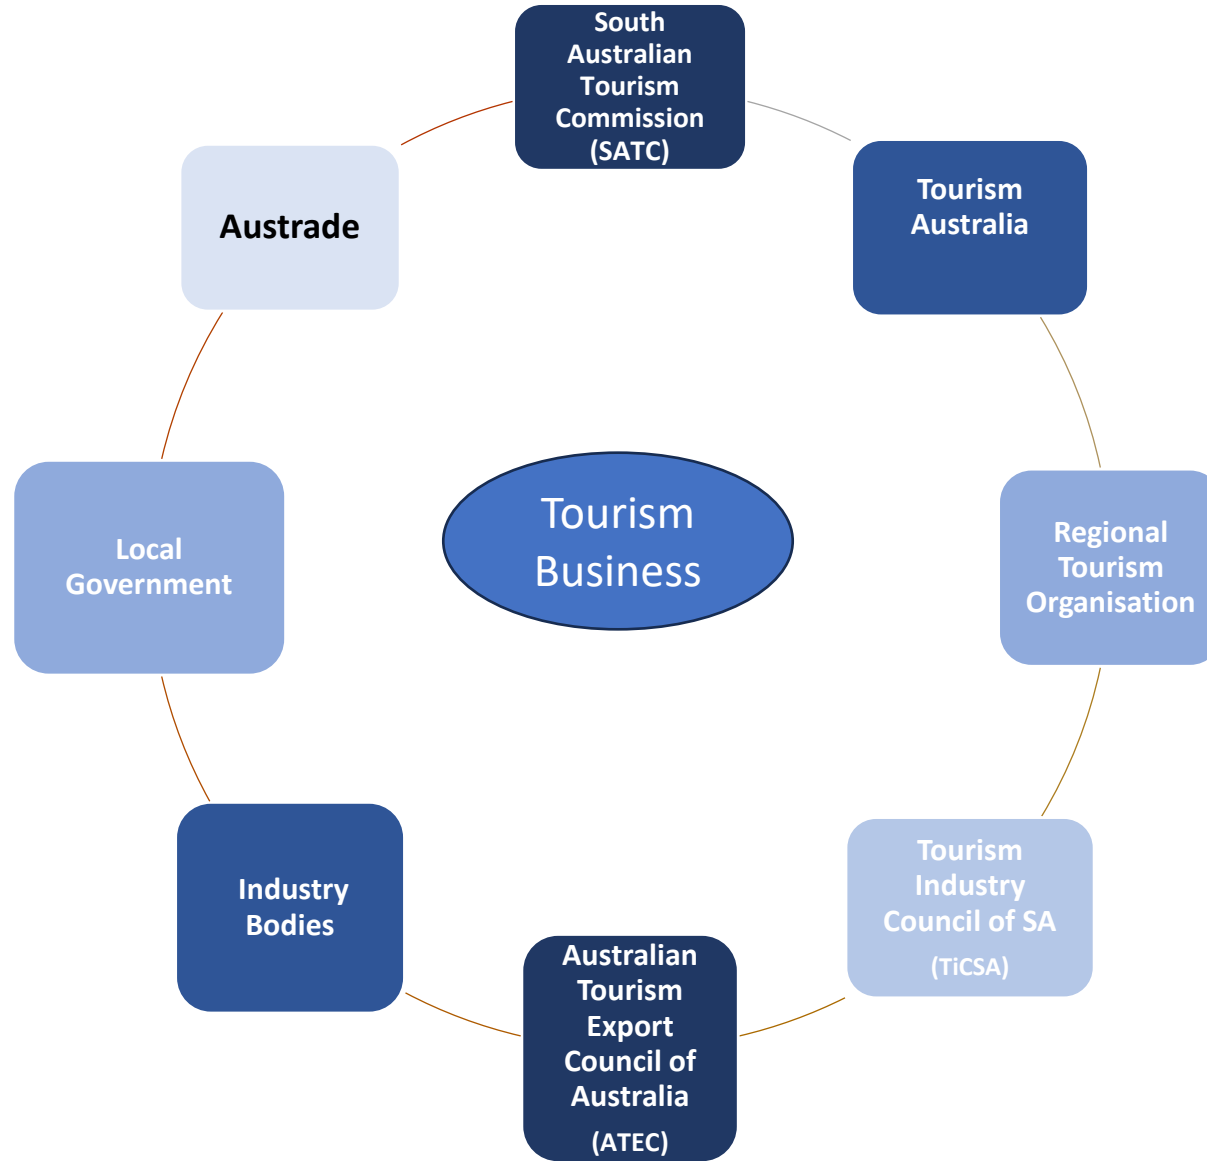 South
Australian
Tourism
Commission
(SATC)
Tourism
Australia
Austrade
Tourism
Business
Regional
Tourism
Organisation
Local
Government
Tourism
Industry
Council of SA
(TiCSA)
Industry
Bodies
Australian
Tourism
Export
Council of
Australia
(ATEC)